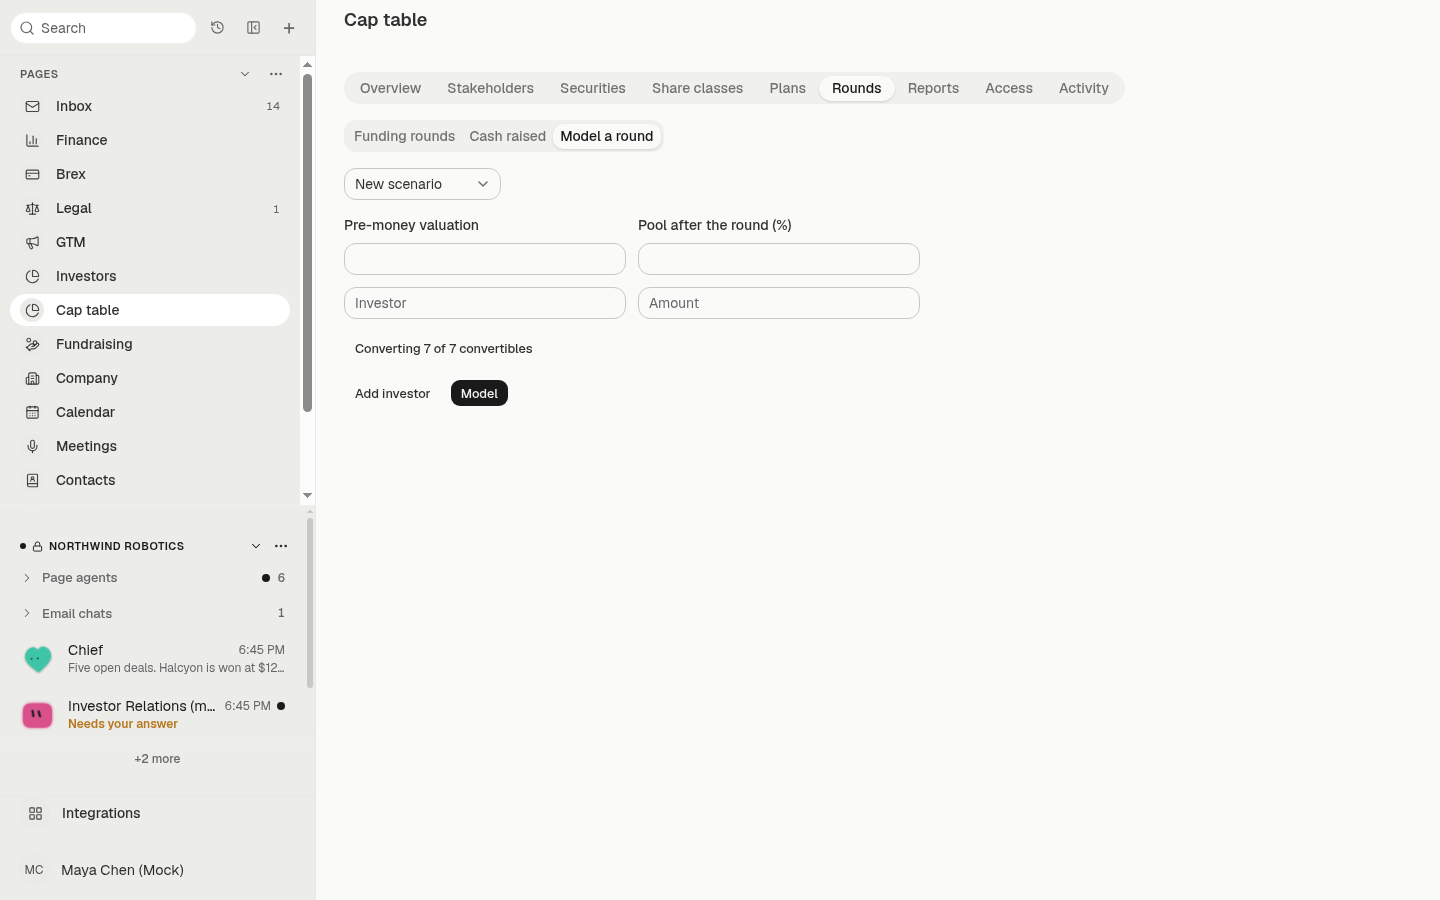 Search
PAGES
Inbox 14
Finance
Brex
Legal 1
GTM
Investors
Cap table
Fundraising
Company
Calendar
Meetings
Contacts
NORTHWIND ROBOTICS
Page agents 6
Email chats 1
Chief 6:45 PM
Five open deals. Halcyon is won at $12...
Investor Relations (m... 6:45 PM
Needs your answer
+2 more
Integrations
MC Maya Chen (Mock)
Cap table
Overview Stakeholders Securities Share classes Plans Rounds Reports Access Activity
Funding rounds Cash raised Model a round
New scenario
Pre-money valuation Pool after the round (%)
Investor Amount
Converting 7 of 7 convertibles
Add investor Model